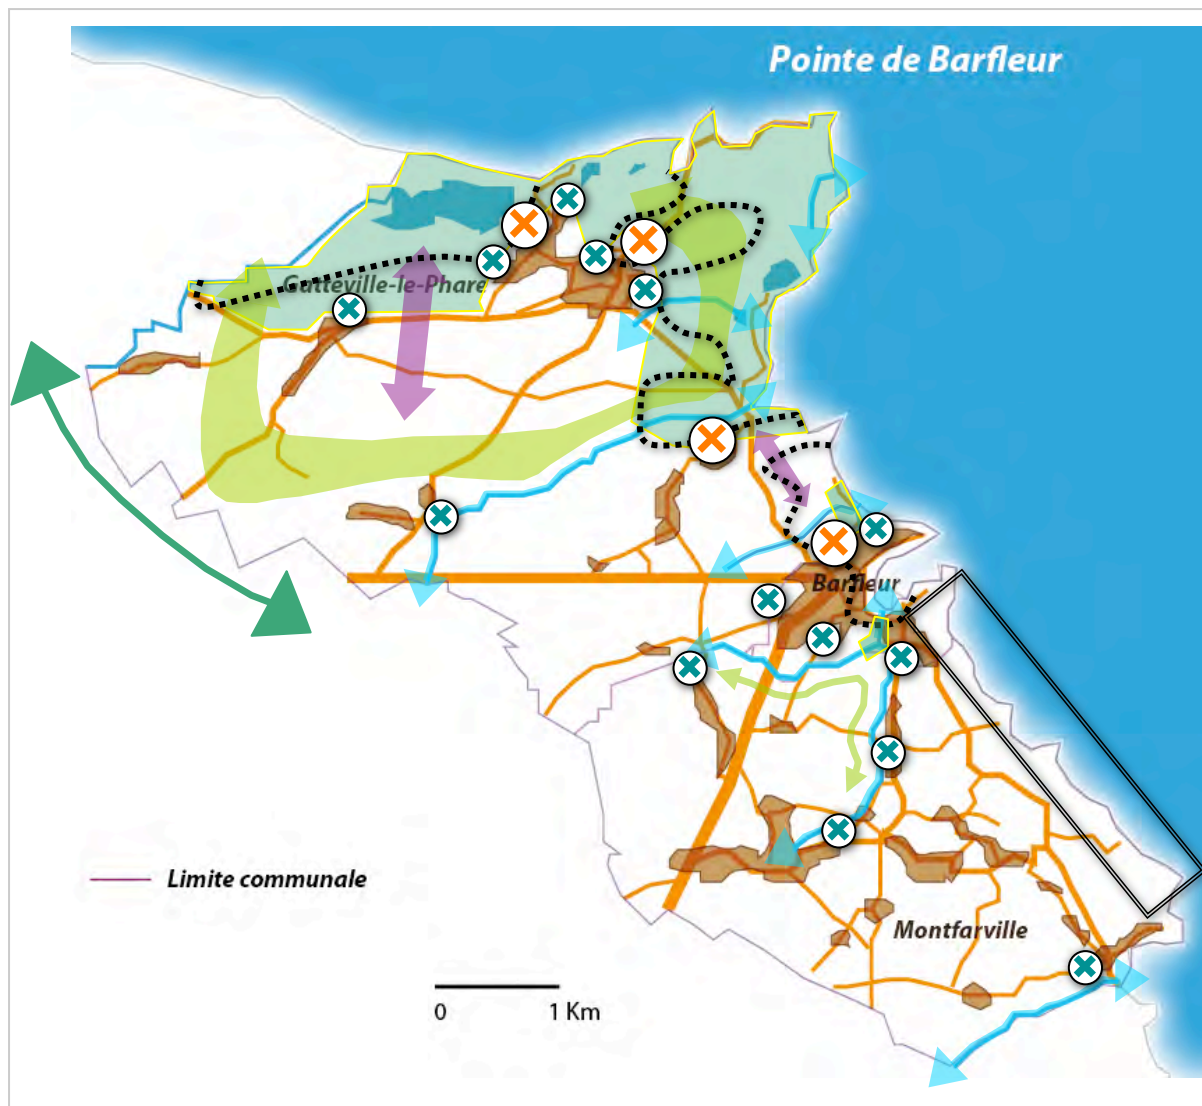 Pointe de Barfleur
Gatteville-le-Phare
Barfleur
Limite communale
Montfarville
0 1 Km